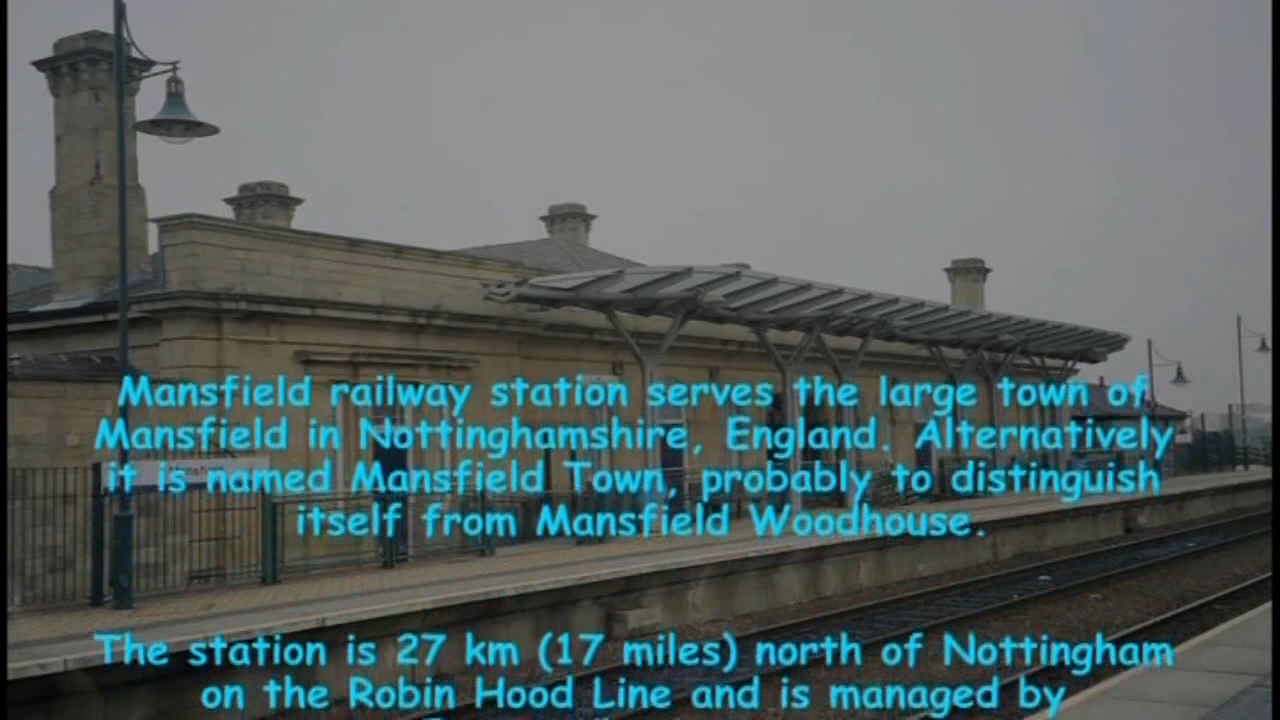 Mansfield railway station serves the large town of
Mansfield in Nottinghamshire, England. Alternatively
it is named Mansfield Town, probably to distinguish
itself from Mansfield Woodhouse.
The station is 27 km (17 miles) north of Nottingham
on the Robin Hood Line and is managed by